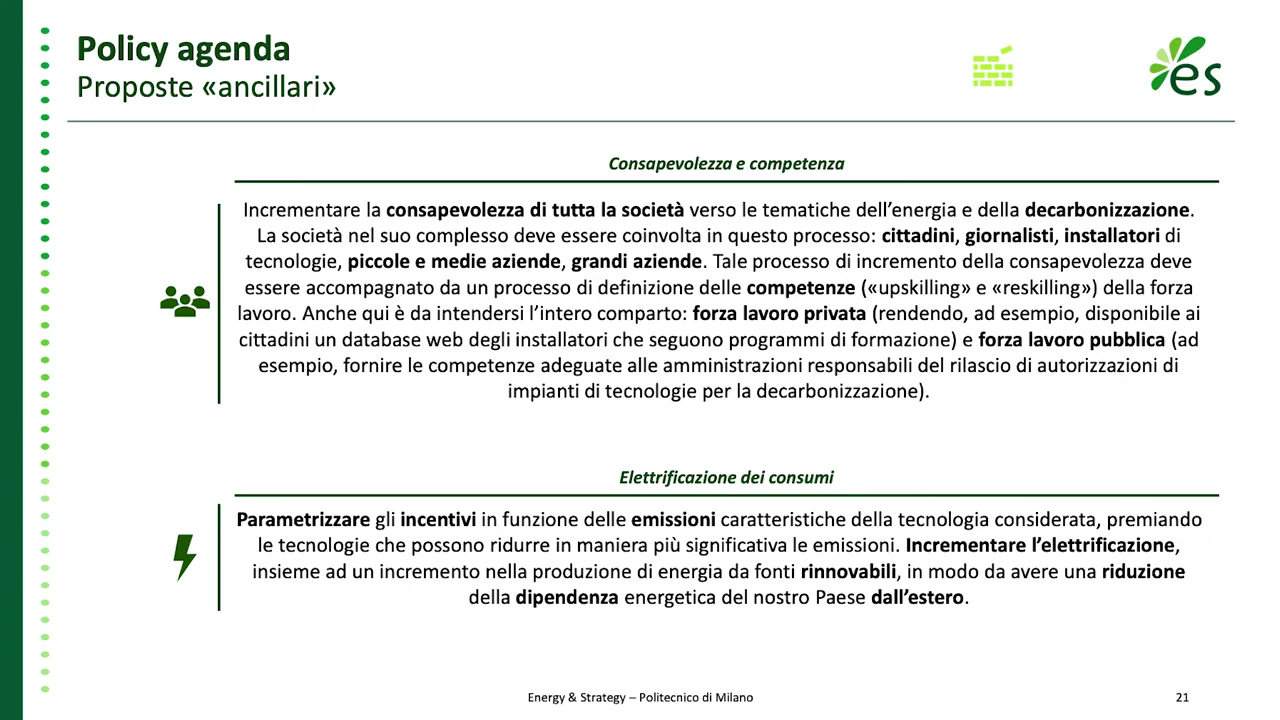 Policy agenda
Proposte «ancillari»
es
Consapevolezza e competenza
Incrementare la consapevolezza di tutta la società verso le tematiche dell’energia e della decarbonizzazione.
La società nel suo complesso deve essere coinvolta in questo processo: cittadini, giornalisti, installatori di
tecnologie, piccole e medie aziende, grandi aziende. Tale processo di incremento della consapevolezza deve
essere accompagnato da un processo di definizione delle competenze («upskilling» e «reskilling») della forza
lavoro. Anche qui è da intendersi l’intero comparto: forza lavoro privata (rendendo, ad esempio, disponibile ai
cittadini un database web degli installatori che seguono programmi di formazione) e forza lavoro pubblica (ad
esempio, fornire le competenze adeguate alle amministrazioni responsabili del rilascio di autorizzazioni di
impianti di tecnologie per la decarbonizzazione).
Elettrificazione dei consumi
Parametrizzare gli incentivi in funzione delle emissioni caratteristiche della tecnologia considerata, premiando
le tecnologie che possono ridurre in maniera più significativa le emissioni. Incrementare l’elettrificazione,
insieme ad un incremento nella produzione di energia da fonti rinnovabili, in modo da avere una riduzione
della dipendenza energetica del nostro Paese dall’estero.
Energy & Strategy – Politecnico di Milano
21